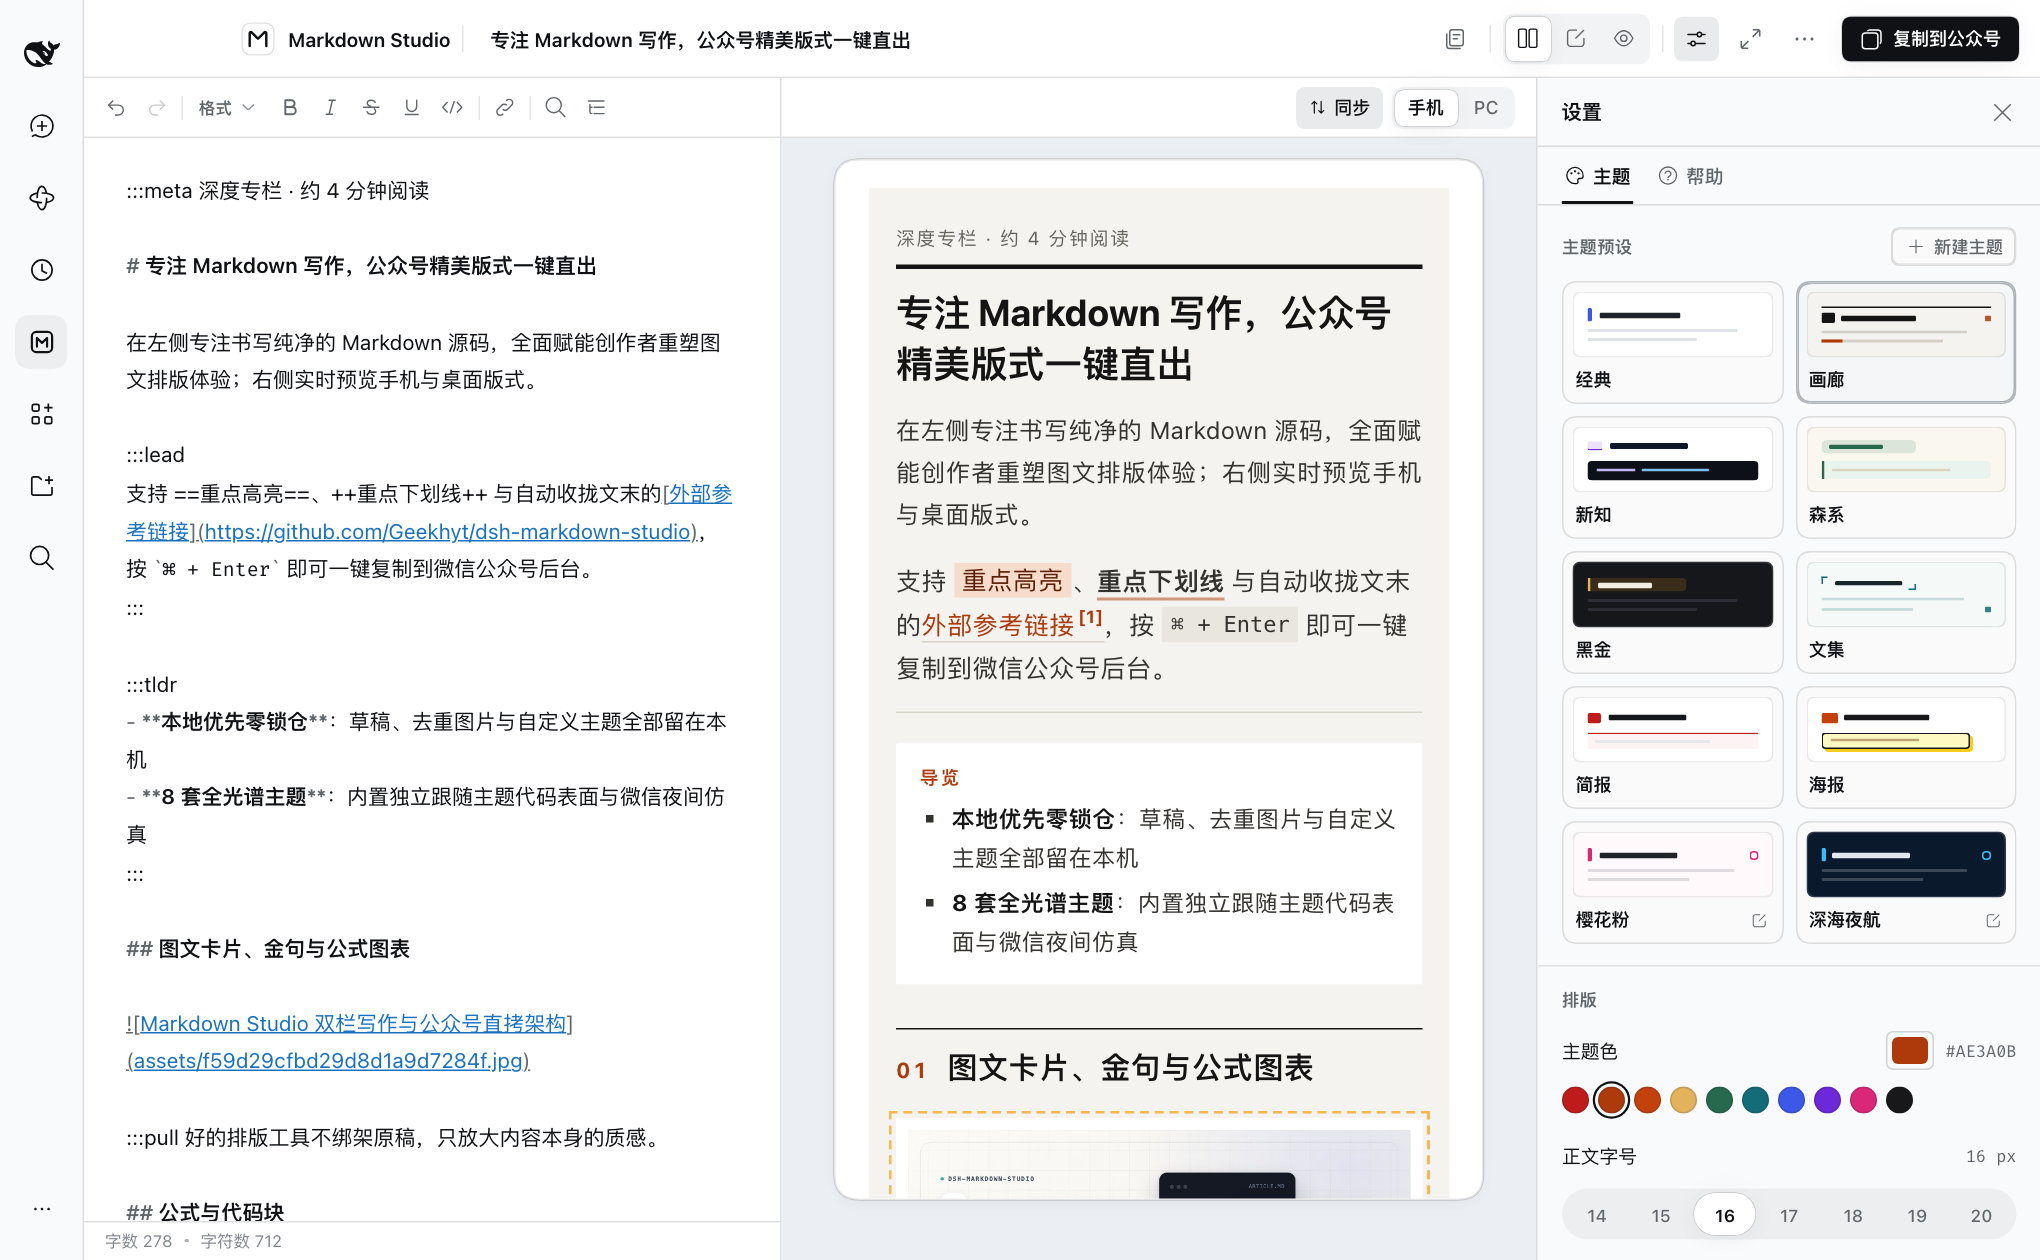 Markdown Studio
专注 Markdown 写作，公众号精美版式一键直出
复制到公众号
格式
同步
手机
PC
:::meta 深度专栏 · 约 4 分钟阅读
# 专注 Markdown 写作，公众号精美版式一键直出
在左侧专注书写纯净的 Markdown 源码，全面赋能创作者重塑图
文排版体验；右侧实时预览手机与桌面版式。
:::lead
支持 ==重点高亮==、++重点下划线++ 与自动收拢文末的[外部参
考链接](https://github.com/Geekhyt/dsh-markdown-studio)，
按 `⌘ + Enter` 即可一键复制到微信公众号后台。
:::
:::tldr
- **本地优先零锁仓**：草稿、去重图片与自定义主题全部留在本
机
- **8 套全光谱主题**：内置独立跟随主题代码表面与微信夜间仿
真
:::
## 图文卡片、金句与公式图表
![Markdown Studio 双栏写作与公众号直拷架构]
(assets/f59d29cfbd29d8d1a9d7284f.jpg)
:::pull 好的排版工具不绑架原稿，只放大内容本身的质感。
## 公式与代码块
字数 278 · 字符数 712
深度专栏 · 约 4 分钟阅读
专注 Markdown 写作，公众号
精美版式一键直出
在左侧专注书写纯净的 Markdown 源码，全面赋
能创作者重塑图文排版体验；右侧实时预览手机
与桌面版式。
支持 重点高亮 、重点下划线 与自动收拢文末
的外部参考链接[1]，按 ⌘ + Enter 即可一键
复制到微信公众号后台。
导览
▪ 本地优先零锁仓：草稿、去重图片与自定义
主题全部留在本机
▪ 8 套全光谱主题：内置独立跟随主题代码表
面与微信夜间仿真
01 图文卡片、金句与公式图表
DSH-MARKDOWN-STUDIO
ARTICLE.MD
设置
主题
帮助
主题预设
新建主题
经典
画廊
新知
森系
黑金
文集
简报
海报
樱花粉
深海夜航
排版
主题色
#AE3A0B
正文字号
16 px
14 15 16 17 18 19 20